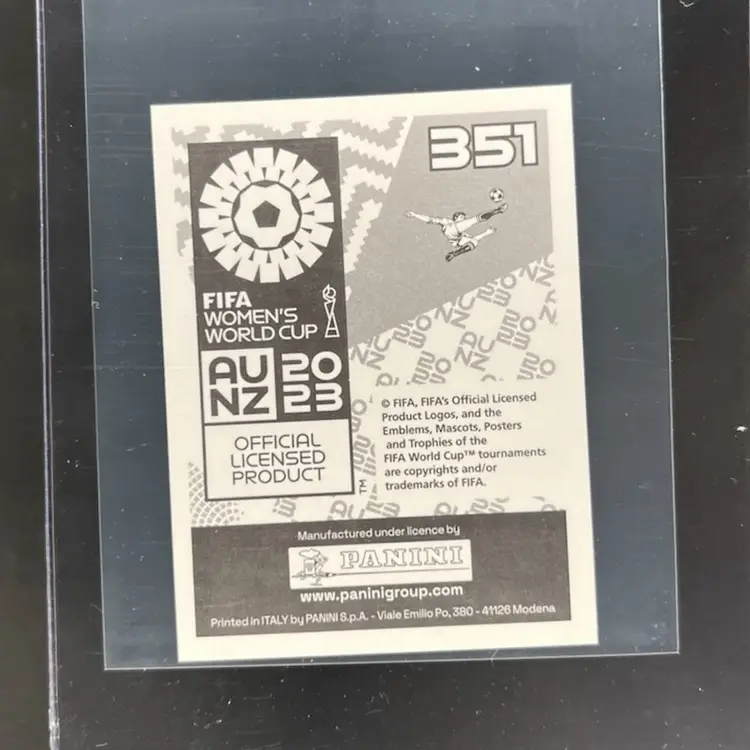 351
FIFA
WOMEN'S
WORLD CUP
AU 20
NZ 23
OFFICIAL
LICENSED
PRODUCT
TM
© FIFA, FIFA's Official Licensed
Product Logos, and the
Emblems, Mascots, Posters
and Trophies of the
FIFA World Cup™ tournaments
are copyrights and/or
trademarks of FIFA.
Manufactured under licence by
PANINI
www.paninigroup.com
Printed in ITALY by PANINI S.p.A. - Viale Emilio Po, 380 - 41126 Modena